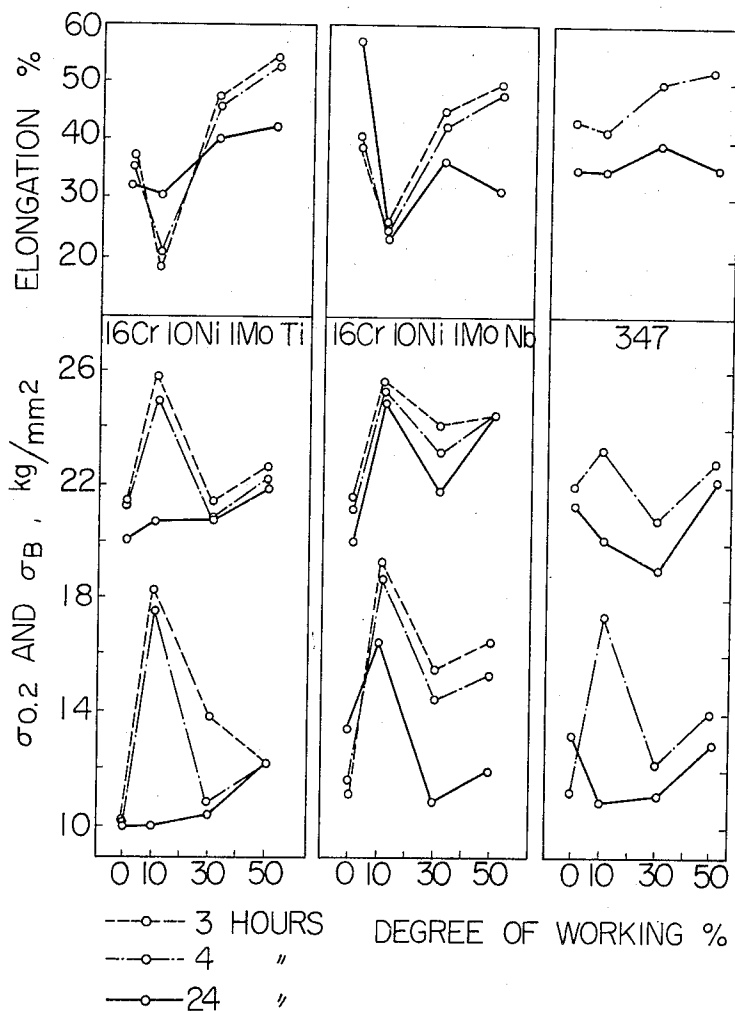 ELONGATION %
60
50
40
30
20
16Cr 10Ni 1Mo Ti
16Cr 10Ni 1Mo Nb
347
σ0.2 AND σB, kg/mm2
26
22
18
14
10
0 10 30 50
0 10 30 50
0 10 30 50
3 HOURS
4 "
24 "
DEGREE OF WORKING %